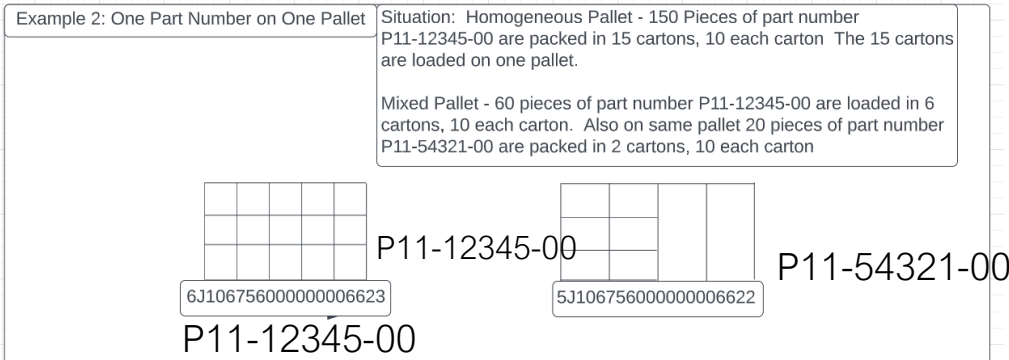 Example 2: One Part Number on One Pallet
Situation:  Homogeneous Pallet - 150 Pieces of part number
P11-12345-00 are packed in 15 cartons, 10 each carton  The 15 cartons
are loaded on one pallet.
Mixed Pallet - 60 pieces of part number P11-12345-00 are loaded in 6
cartons, 10 each carton.  Also on same pallet 20 pieces of part number
P11-54321-00 are packed in 2 cartons, 10 each carton
P11-12345-00
P11-54321-00
6J106756000000006623
5J106756000000006622
P11-12345-00